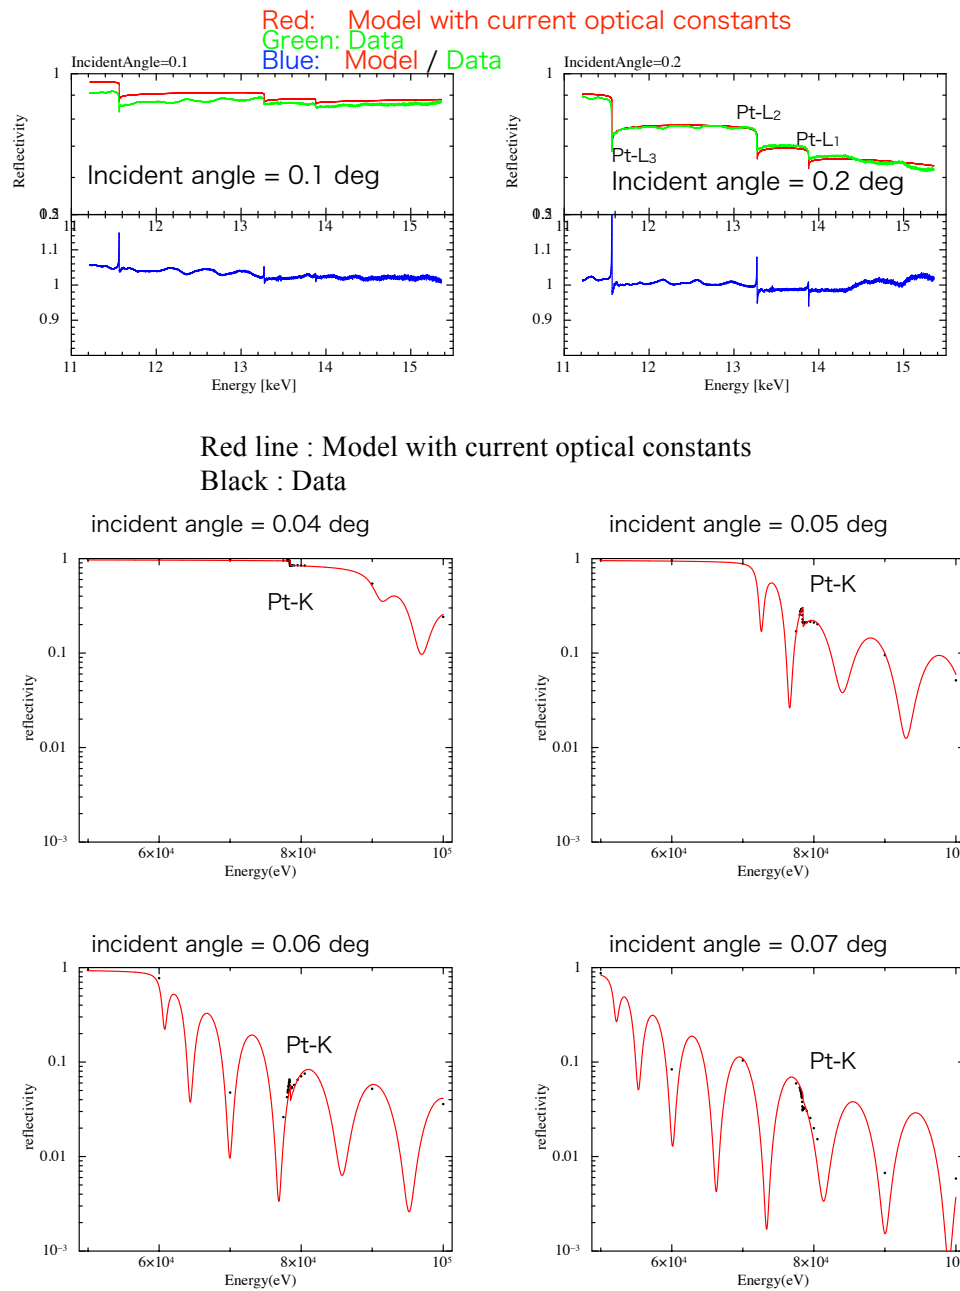 Red: Model with current optical constants
Green: Data
Blue: Model / Data
IncidentAngle=0.1
IncidentAngle=0.2
1
1
Reflectivity
Reflectivity
Pt-L2
Pt-L1
Pt-L3
Incident angle = 0.1 deg
Incident angle = 0.2 deg
12 13 14 15
12 13 14 15
1.1
1
0.9
1.1
1
0.9
11 12 13 14 15
11 12 13 14 15
Energy [keV]
Energy [keV]
Red line : Model with current optical constants
Black : Data
incident angle = 0.04 deg
incident angle = 0.05 deg
1
0.1
0.01
10⁻³
reflectivity
Pt-K
6×10⁴ 8×10⁴ 10⁵
Energy(eV)
1
0.1
0.01
10⁻³
reflectivity
Pt-K
6×10⁴ 8×10⁴ 10
Energy(eV)
incident angle = 0.06 deg
incident angle = 0.07 deg
1
0.1
0.01
10⁻³
reflectivity
Pt-K
6×10⁴ 8×10⁴ 10⁵
Energy(eV)
1
0.1
0.01
10⁻³
reflectivity
Pt-K
6×10⁴ 8×10⁴ 10
Energy(eV)